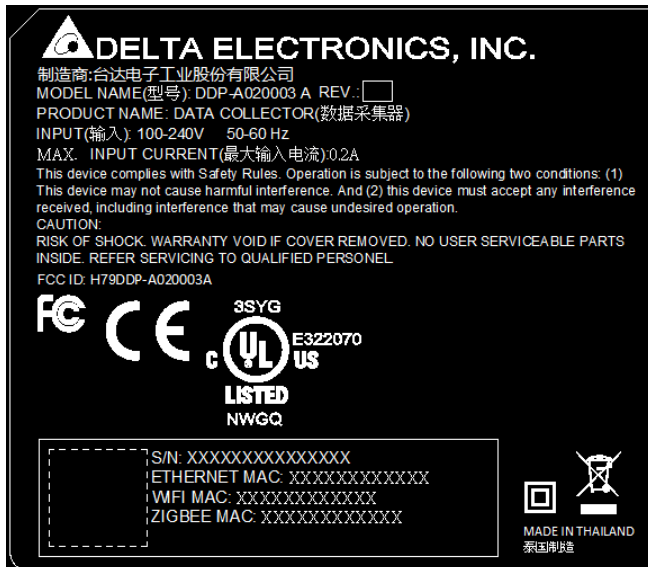 DELTA ELECTRONICS, INC.
制造商:台达电子工业股份有限公司
MODEL NAME(型号): DDP-A020003 A REV.:
PRODUCT NAME: DATA COLLECTOR(数据采集器)
INPUT(输入): 100-240V 50-60 Hz
MAX. INPUT CURRENT(最大输入电流):0.2A
This device complies with Safety Rules. Operation is subject to the following two conditions: (1)
This device may not cause harmful interference. And (2) this device must accept any interference
received, including interference that may cause undesired operation.
CAUTION:
RISK OF SHOCK. WARRANTY VOID IF COVER REMOVED. NO USER SERVICEABLE PARTS
INSIDE. REFER SERVICING TO QUALIFIED PERSONEL
FCC ID: H79DDP-A020003A
FC CE
3SYG
E322070
C UL US
LISTED
NWGQ
S/N: XXXXXXXXXXXXXXX
ETHERNET MAC: XXXXXXXXXXXX
WIFI MAC: XXXXXXXXXXXX
ZIGBEE MAC: XXXXXXXXXXXX
MADE IN THAILAND
泰国制造